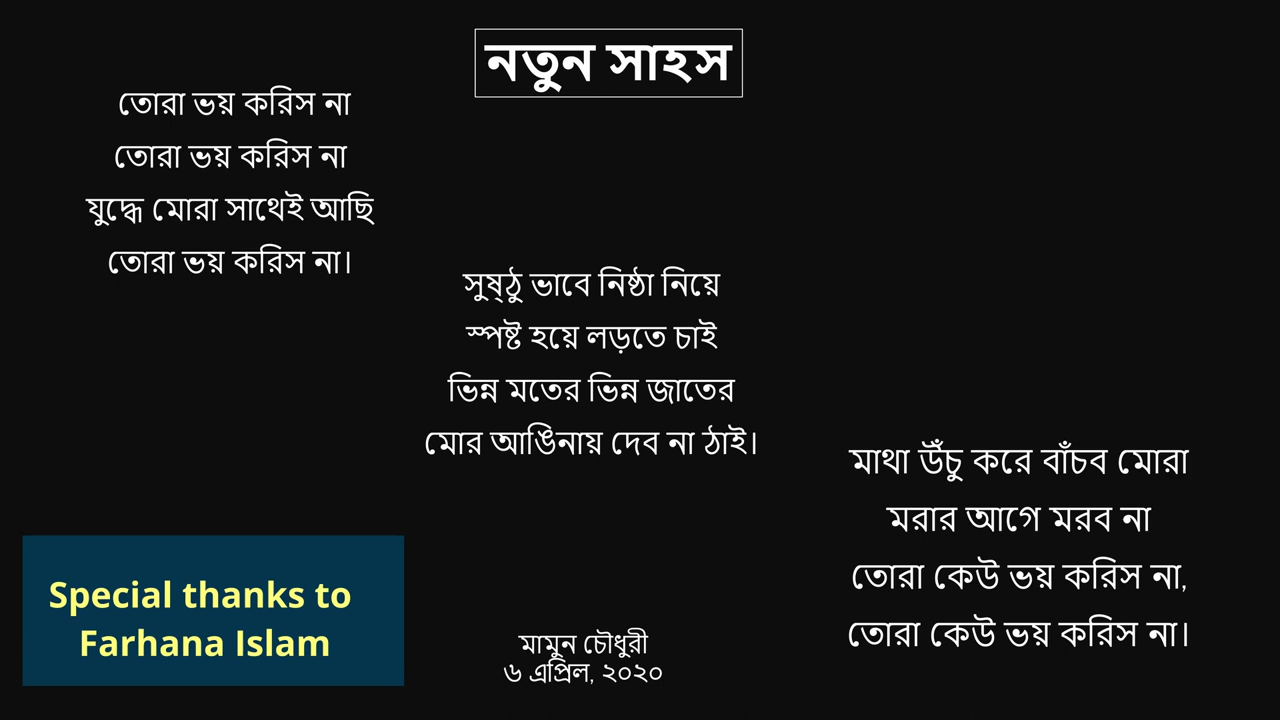 নতুন সাহস
তোরা ভয় করিস না
তোরা ভয় করিস না
যুদ্ধে মোরা সাথেই আছি
তোরা ভয় করিস না।
সুষ্ঠু ভাবে নিষ্ঠা নিয়ে
স্পষ্ট হয়ে লড়তে চাই
ভিন্ন মতের ভিন্ন জাতের
মোর আঙিনায় দেব না ঠাই।
মাথা উঁচু করে বাঁচব মোরা
মরার আগে মরব না
তোরা কেউ ভয় করিস না,
তোরা কেউ ভয় করিস না।
Special thanks to
Farhana Islam
মামুন চৌধুরী
৬ এপ্রিল, ২০২০